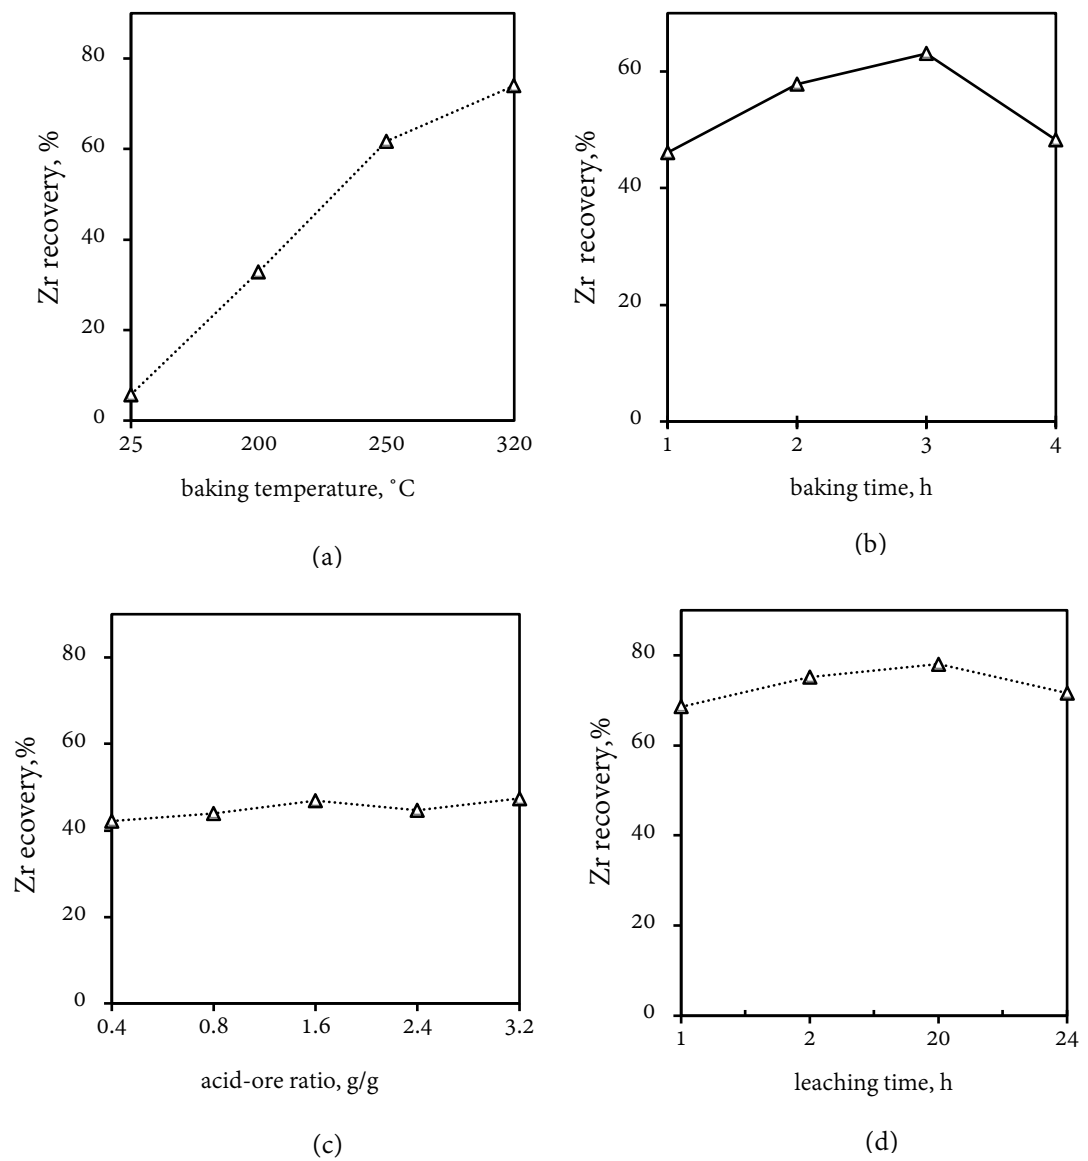 80
60
40
20
0
25 200 250 320
Zr recovery, %
baking temperature, ˚C
(a)
60
40
20
0
1 2 3 4
Zr recovery,%
baking time, h
(b)
80
60
40
20
0
0.4 0.8 1.6 2.4 3.2
Zr ecovery,%
acid-ore ratio, g/g
(c)
80
60
40
20
0
1 2 20 24
Zr recovery,%
leaching time, h
(d)